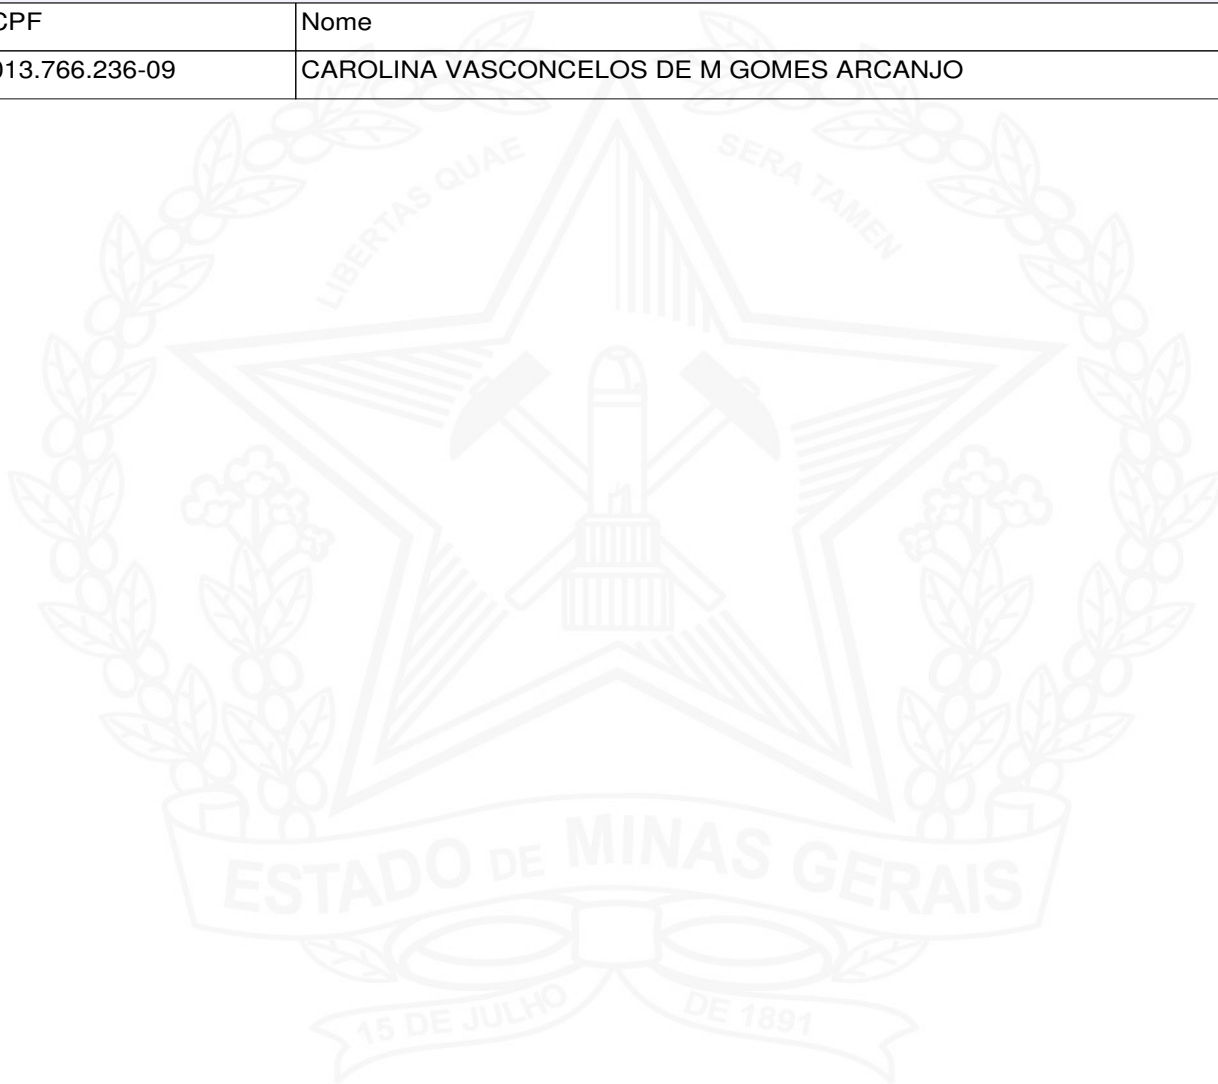 CPF Nome
013.766.236-09 CAROLINA VASCONCELOS DE M GOMES ARCANJO
LIBERTAS QUAE SERA TAMEN
ESTADO DE MINAS GERAIS
15 DE JULHO DE 1891